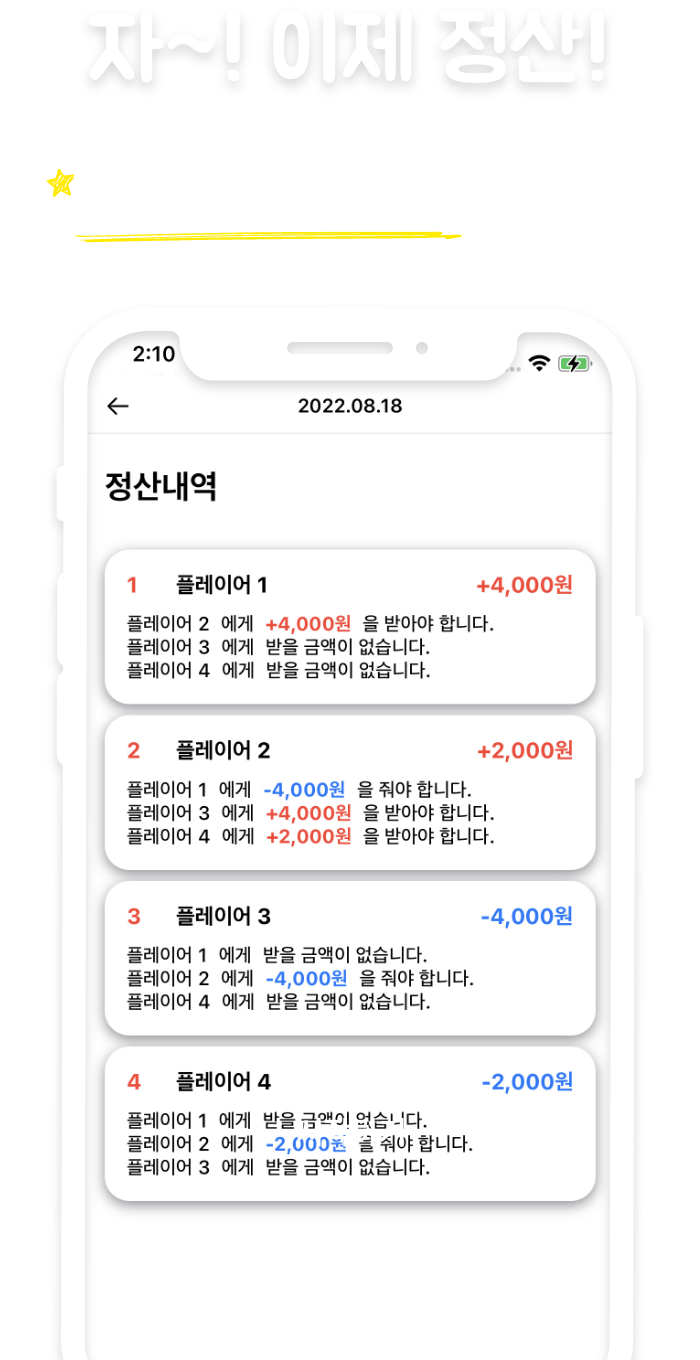 자~! 이제 정산!
2:10
2022.08.18
정산내역
1 플레이어 1 +4,000원
플레이어 2 에게 +4,000원 을 받아야 합니다.
플레이어 3 에게 받을 금액이 없습니다.
플레이어 4 에게 받을 금액이 없습니다.
2 플레이어 2 +2,000원
플레이어 1 에게 -4,000원 을 줘야 합니다.
플레이어 3 에게 +4,000원 을 받아야 합니다.
플레이어 4 에게 +2,000원 을 받아야 합니다.
3 플레이어 3 -4,000원
플레이어 1 에게 받을 금액이 없습니다.
플레이어 2 에게 -4,000원 을 줘야 합니다.
플레이어 4 에게 받을 금액이 없습니다.
4 플레이어 4 -2,000원
플레이어 1 에게 받을 금액이 없습니다.
플레이어 2 에게 -2,000원 을 줘야 합니다.
플레이어 3 에게 받을 금액이 없습니다.